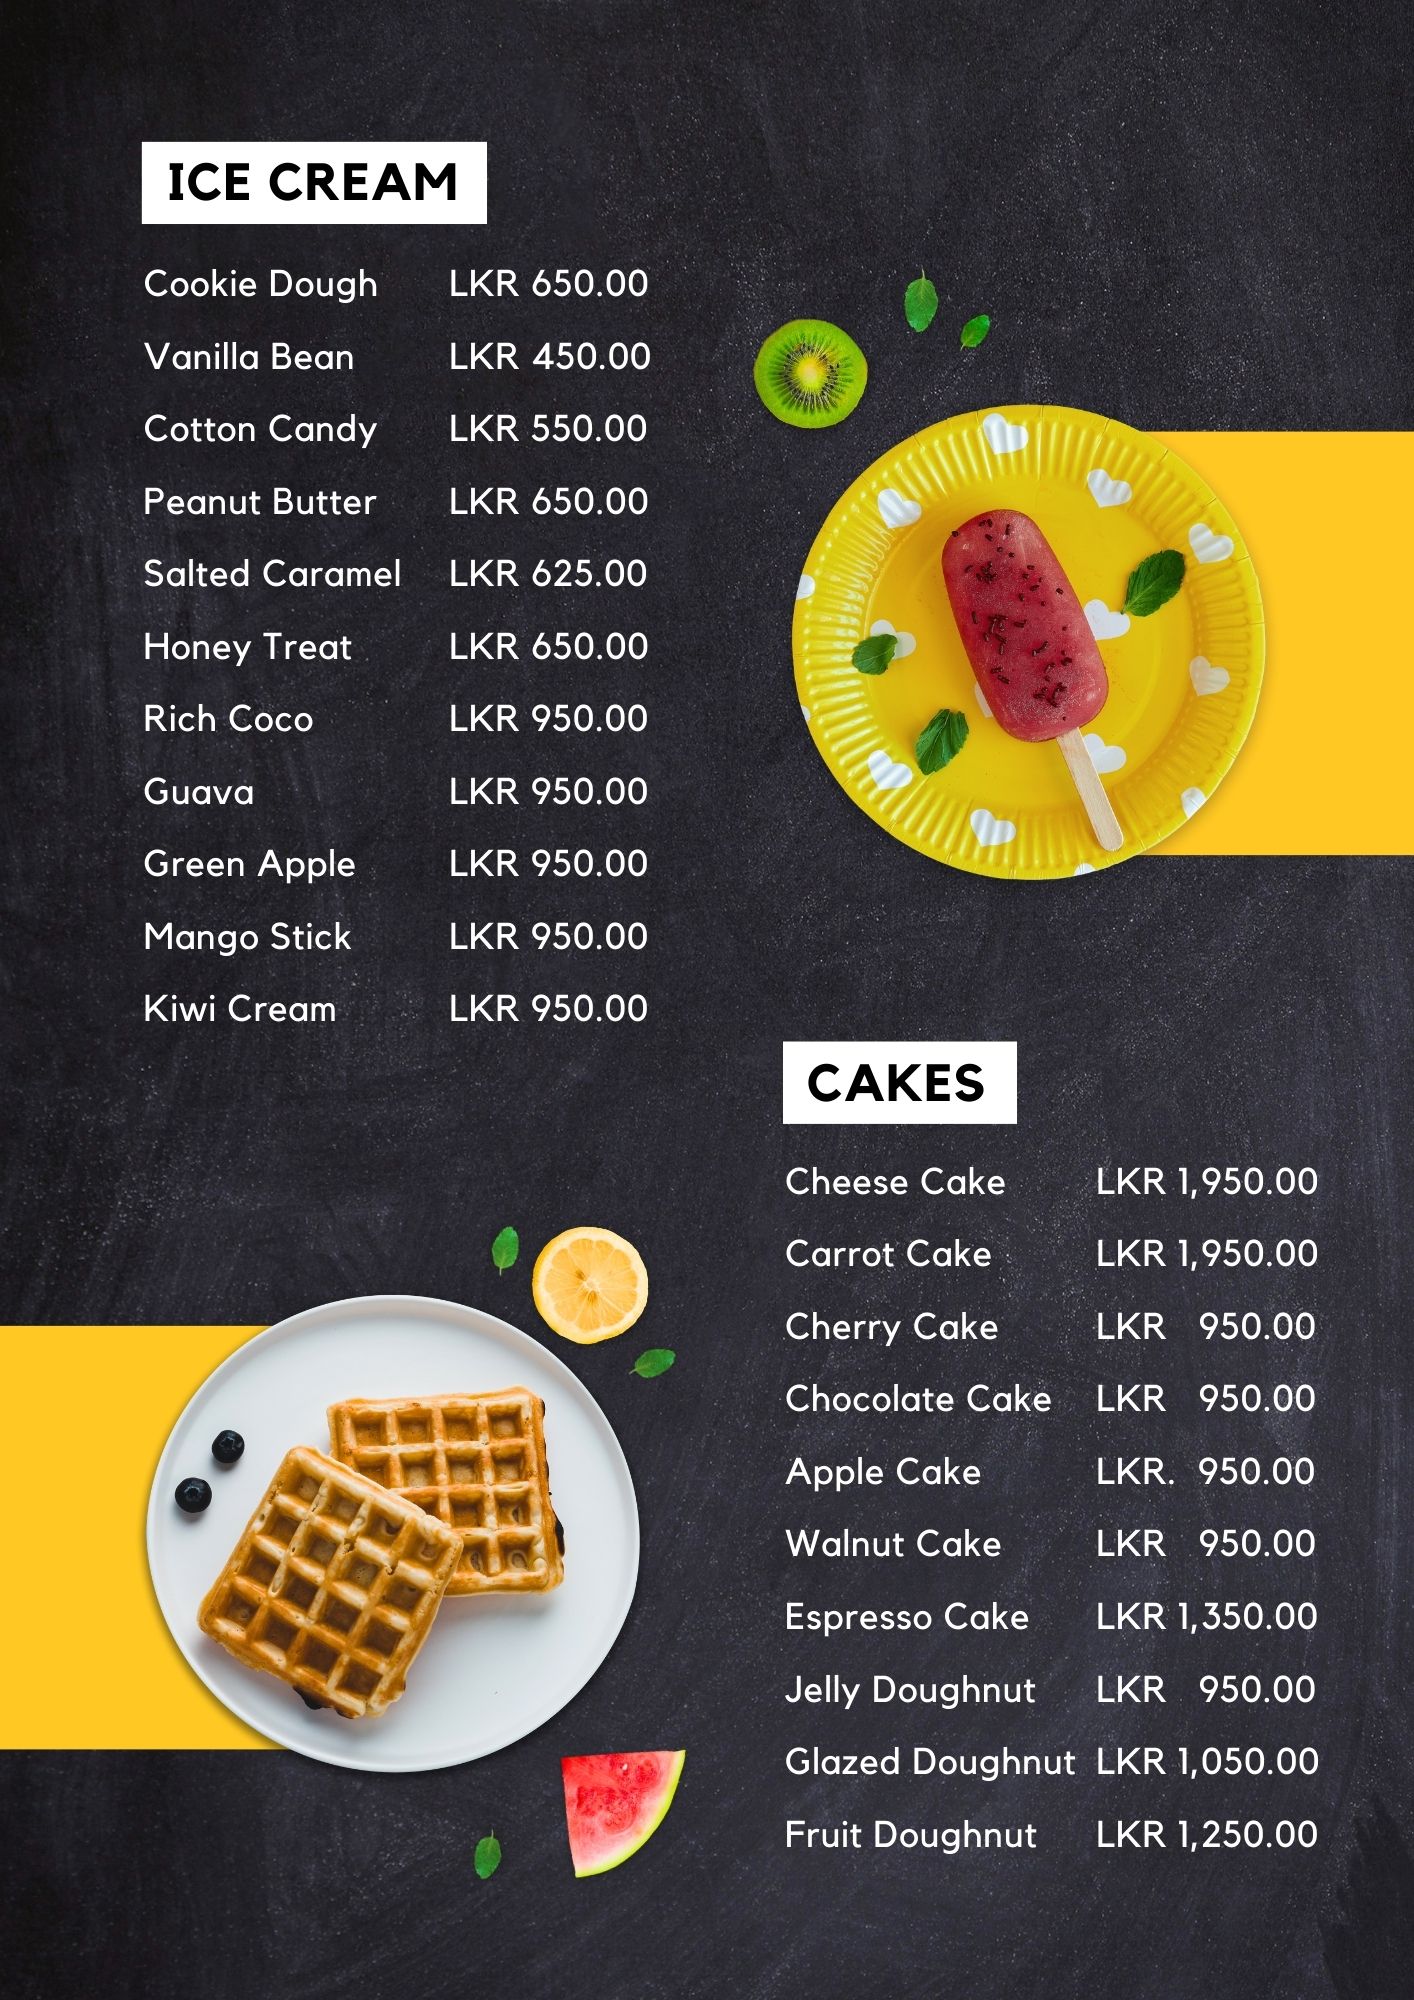 ICE CREAM
Cookie Dough LKR 650.00
Vanilla Bean LKR 450.00
Cotton Candy LKR 550.00
Peanut Butter LKR 650.00
Salted Caramel LKR 625.00
Honey Treat LKR 650.00
Rich Coco LKR 950.00
Guava LKR 950.00
Green Apple LKR 950.00
Mango Stick LKR 950.00
Kiwi Cream LKR 950.00
CAKES
Cheese Cake LKR 1,950.00
Carrot Cake LKR 1,950.00
Cherry Cake LKR 950.00
Chocolate Cake LKR 950.00
Apple Cake LKR. 950.00
Walnut Cake LKR 950.00
Espresso Cake LKR 1,350.00
Jelly Doughnut LKR 950.00
Glazed Doughnut LKR 1,050.00
Fruit Doughnut LKR 1,250.00